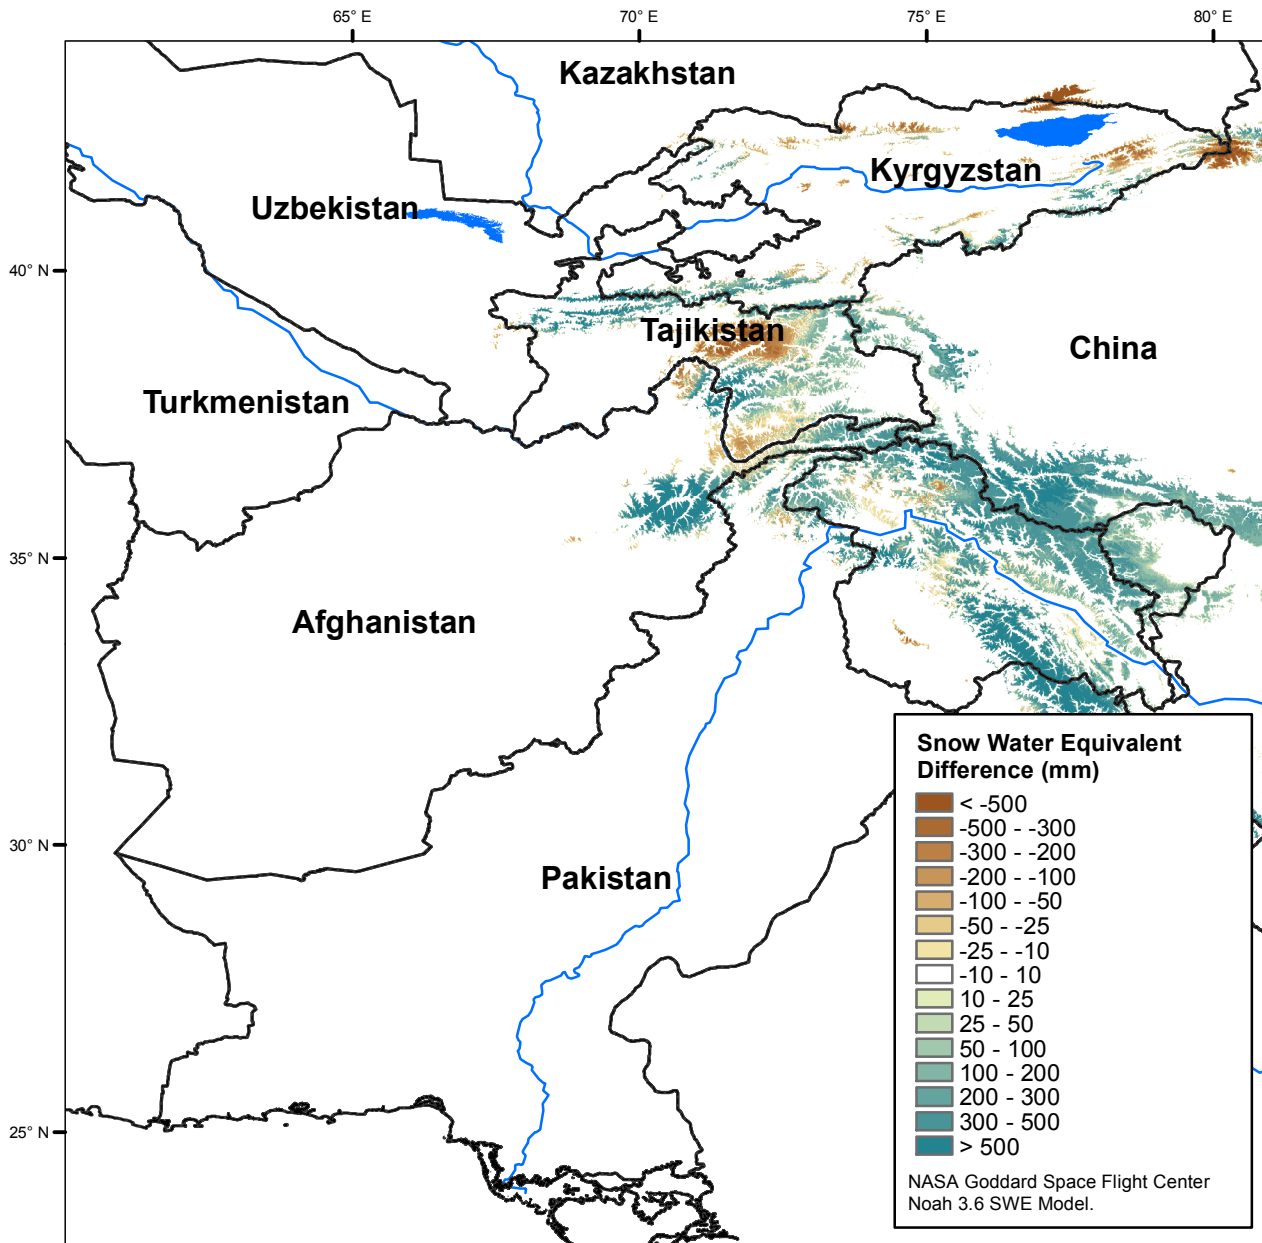 65° E
70° E
75° E
80° E
Kazakhstan
Kyrgyzstan
Uzbekistan
40° N
Tajikistan
China
Turkmenistan
35° N
Afghanistan
30° N
Pakistan
25° N
Snow Water Equivalent
Difference (mm)
< -500
-500 - -300
-300 - -200
-200 - -100
-100 - -50
-50 - -25
-25 - -10
-10 - 10
10 - 25
25 - 50
50 - 100
100 - 200
200 - 300
300 - 500
> 500
NASA Goddard Space Flight Center
Noah 3.6 SWE Model.